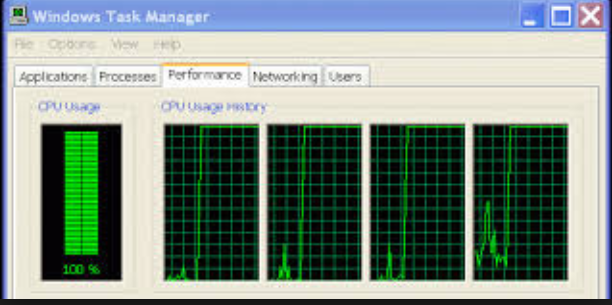 Windows Task Manager
File Options View Help
Applications Processes Performance Networking Users
CPU Usage CPU Usage History
100 %